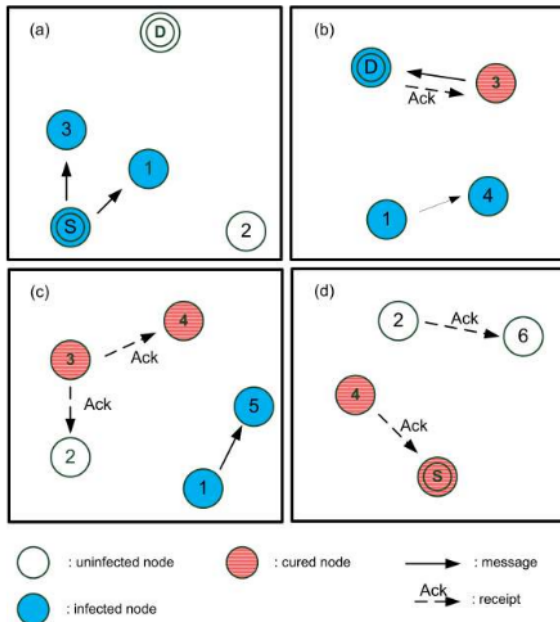 (a)
D
3
1
S
2
(b)
D
3
Ack
1
4
(c)
4
3
Ack
Ack
5
2
1
(d)
2
Ack
6
4
Ack
S
: uninfected node
: cured node
: message
Ack
: receipt
: infected node